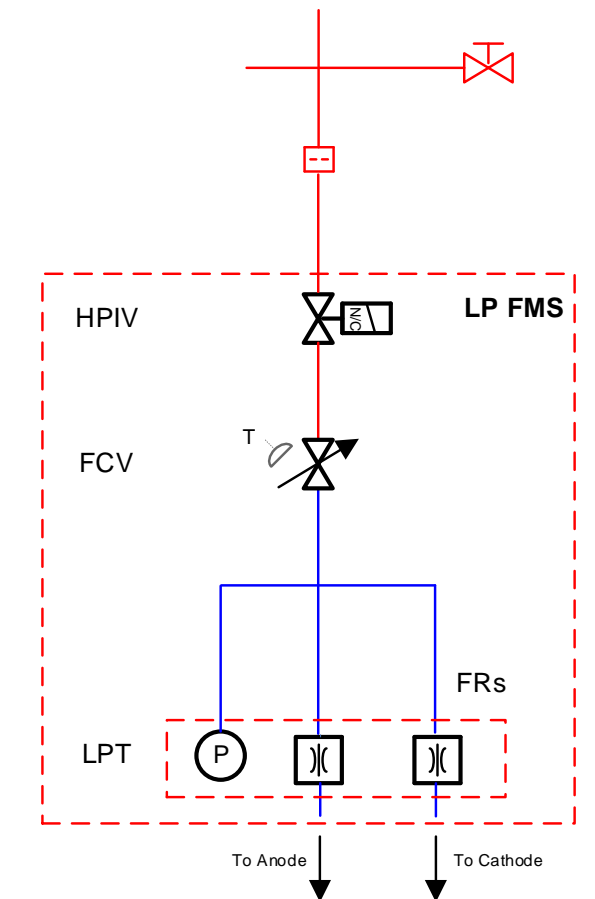 LP FMS
HPIV
N/C
T
FCV
FRs
LPT
P
To Anode
To Cathode